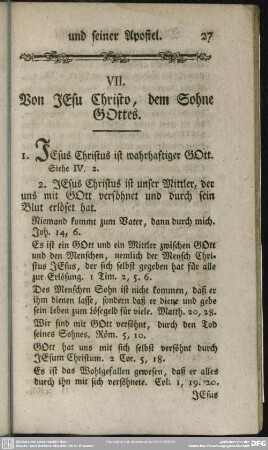 und seiner Apostel. 27
VII.
Von JEsu Christo, dem Sohne
GOttes.
1. JEsus Christus ist wahrhaftiger GOtt.
Siehe IV. 2.
2. JEsus Christus ist unser Mittler, der
uns mit GOtt versöhnet und durch sein
Blut erlöset hat.
Niemand kommt zum Vater, dann durch mich.
Joh. 14, 6.
Es ist ein GOtt und ein Mittler zwischen GOtt
und den Menschen, nemlich der Mensch Chri-
stus JEsus, der sich selbst gegeben hat für alle
zur Erlösung. 1 Tim. 2, 5. 6.
Des Menschen Sohn ist nicht kommen, daß er
ihm dienen lasse, sondern daß er diene und gebe
sein Leben zum Lösegeld für viele. Matth. 20, 28.
Wir sind mit GOtt versöhnt, durch den Tod
seines Sohnes. Röm. 5, 10.
GOtt hat uns mit sich selbst versöhnt durch
JEsum Christum. 2 Cor. 5, 18.
Es ist das Wohlgefallen gewesen, daß er alles
durch ihn mit sich versöhnete. Col. 1, 19. 20.
JEsus